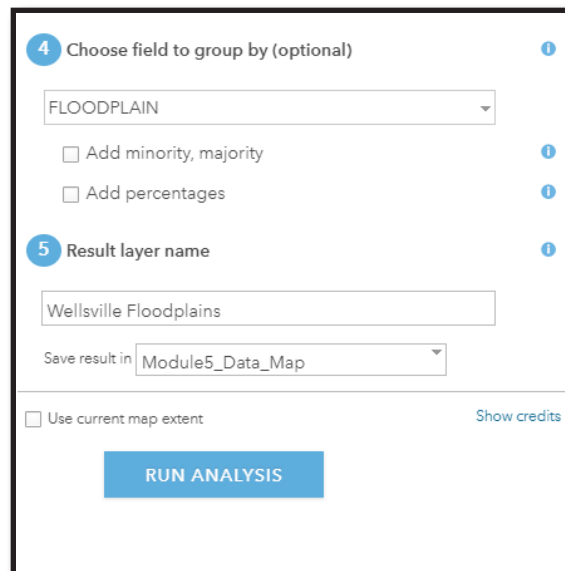 4 Choose field to group by (optional)
FLOODPLAIN
Add minority, majority
Add percentages
5 Result layer name
Wellsville Floodplains
Save result in Module5_Data_Map
Use current map extent Show credits
RUN ANALYSIS